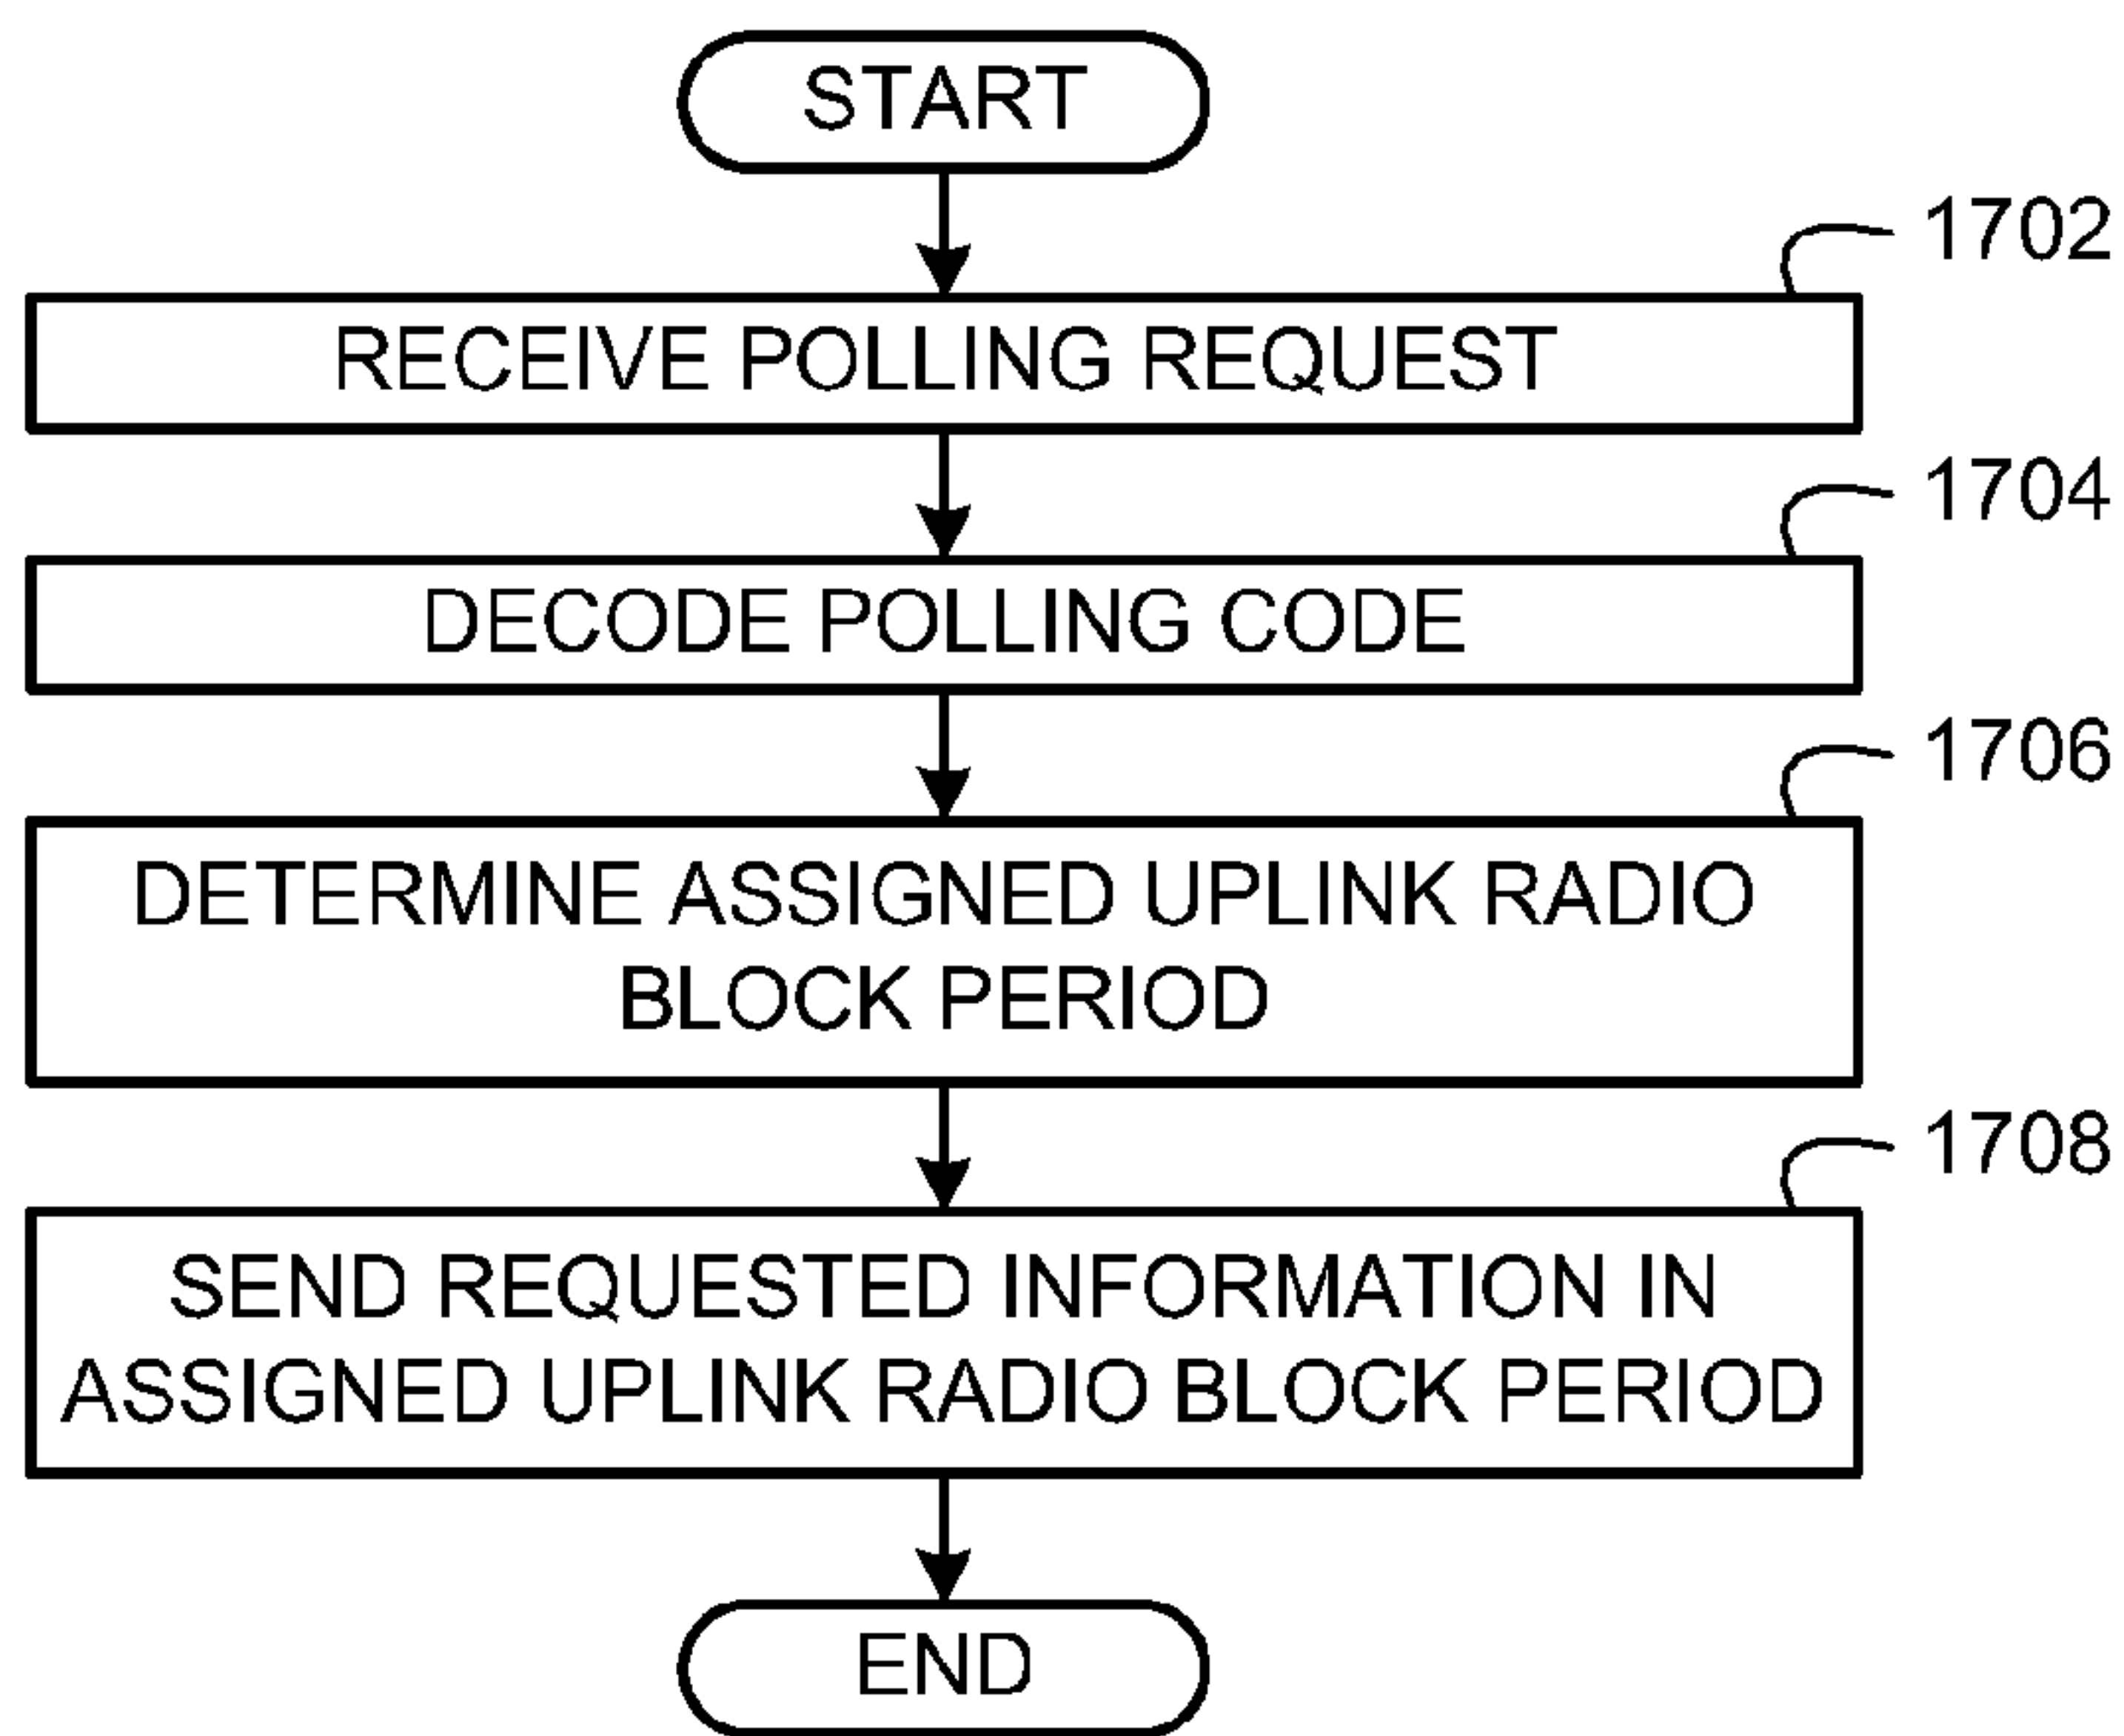 START
1702
RECEIVE POLLING REQUEST
1704
DECODE POLLING CODE
1706
DETERMINE ASSIGNED UPLINK RADIO
BLOCK PERIOD
1708
SEND REQUESTED INFORMATION IN
ASSIGNED UPLINK RADIO BLOCK PERIOD
END